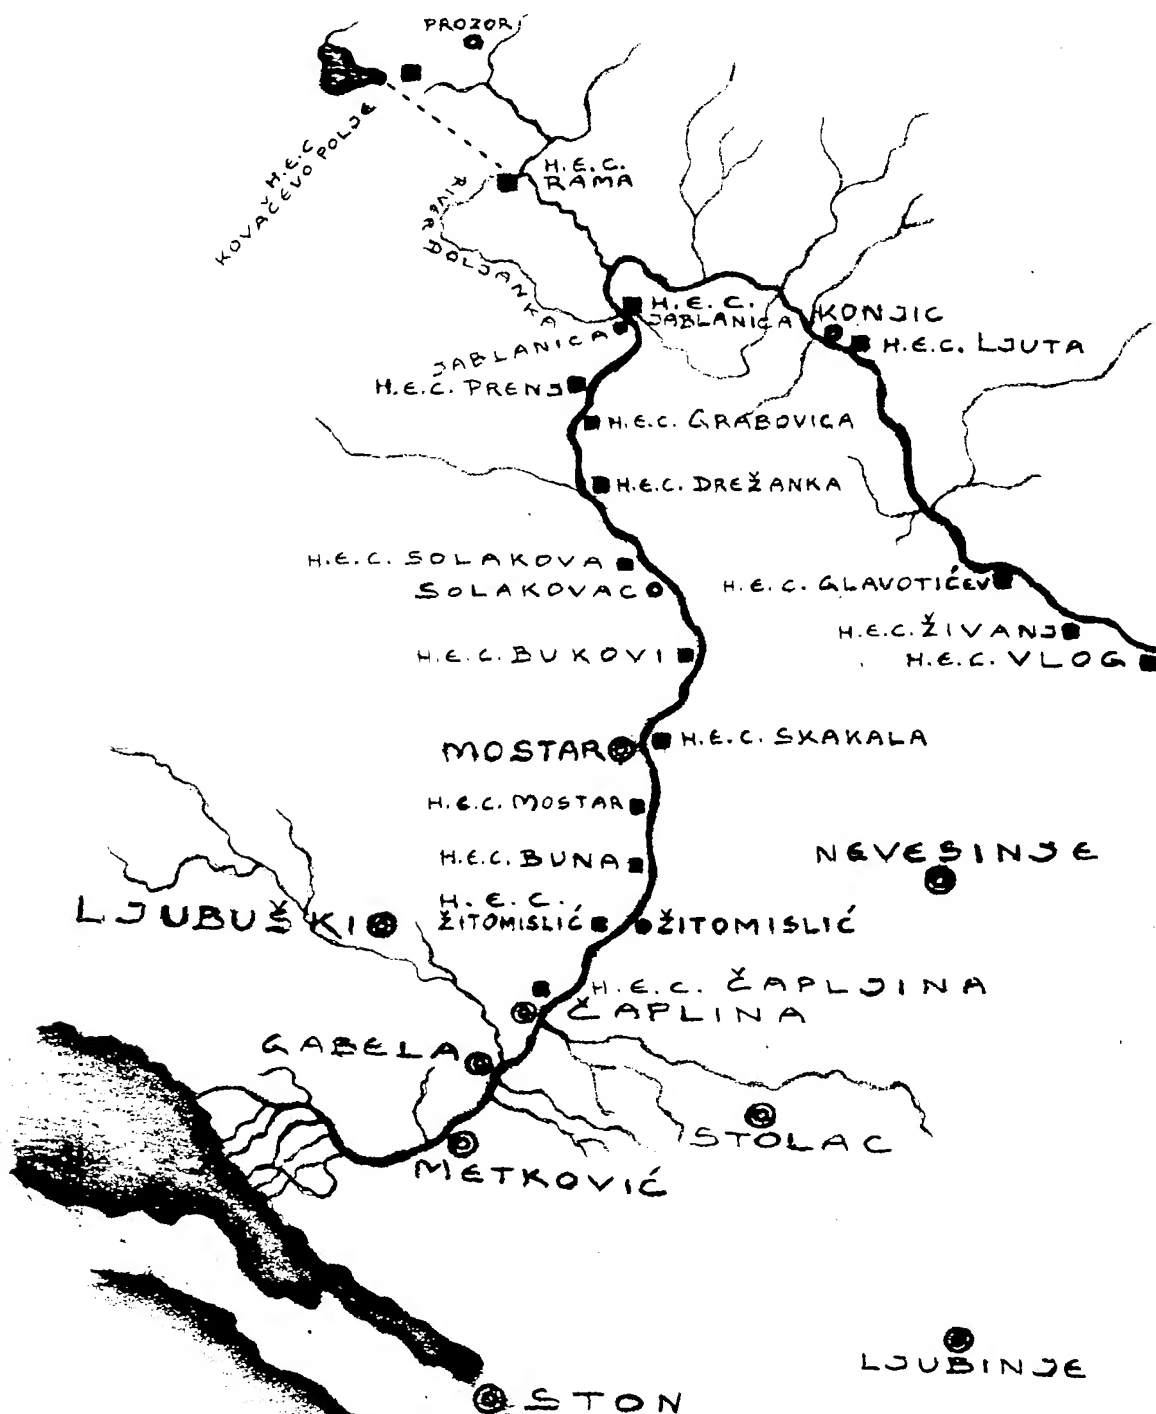 PROZOR
H.E.C
KOVAČEVO POLJE
H.E.C.
RAMA
RIVER DOLJANKA
H.E.C.
JABLANICA
KONJIC
JABLANICA
H.E.C. LJUTA
H.E.C. PRENJ
H.E.C. GRABOVICA
H.E.C. DREŽANKA
H.E.C. SOLAKOVA
SOLAKOVAC
H.E.C. GLAVOTIĆEV
H.E.C. ŽIVANJ
H.E.C. BUKOVI
H.E.C. VLOG
MOSTAR
H.E.C. SKAKALA
H.E.C. MOSTAR
H.E.C. BUNA
NEVESINJE
H.E.C.
ŽITOMISLIĆ
LJUBUŠKI
ŽITOMISLIĆ
H.E.C. ČAPLJINA
ČAPLINA
GABELA
STOLAC
METKOVIĆ
LJUBINJE
STON